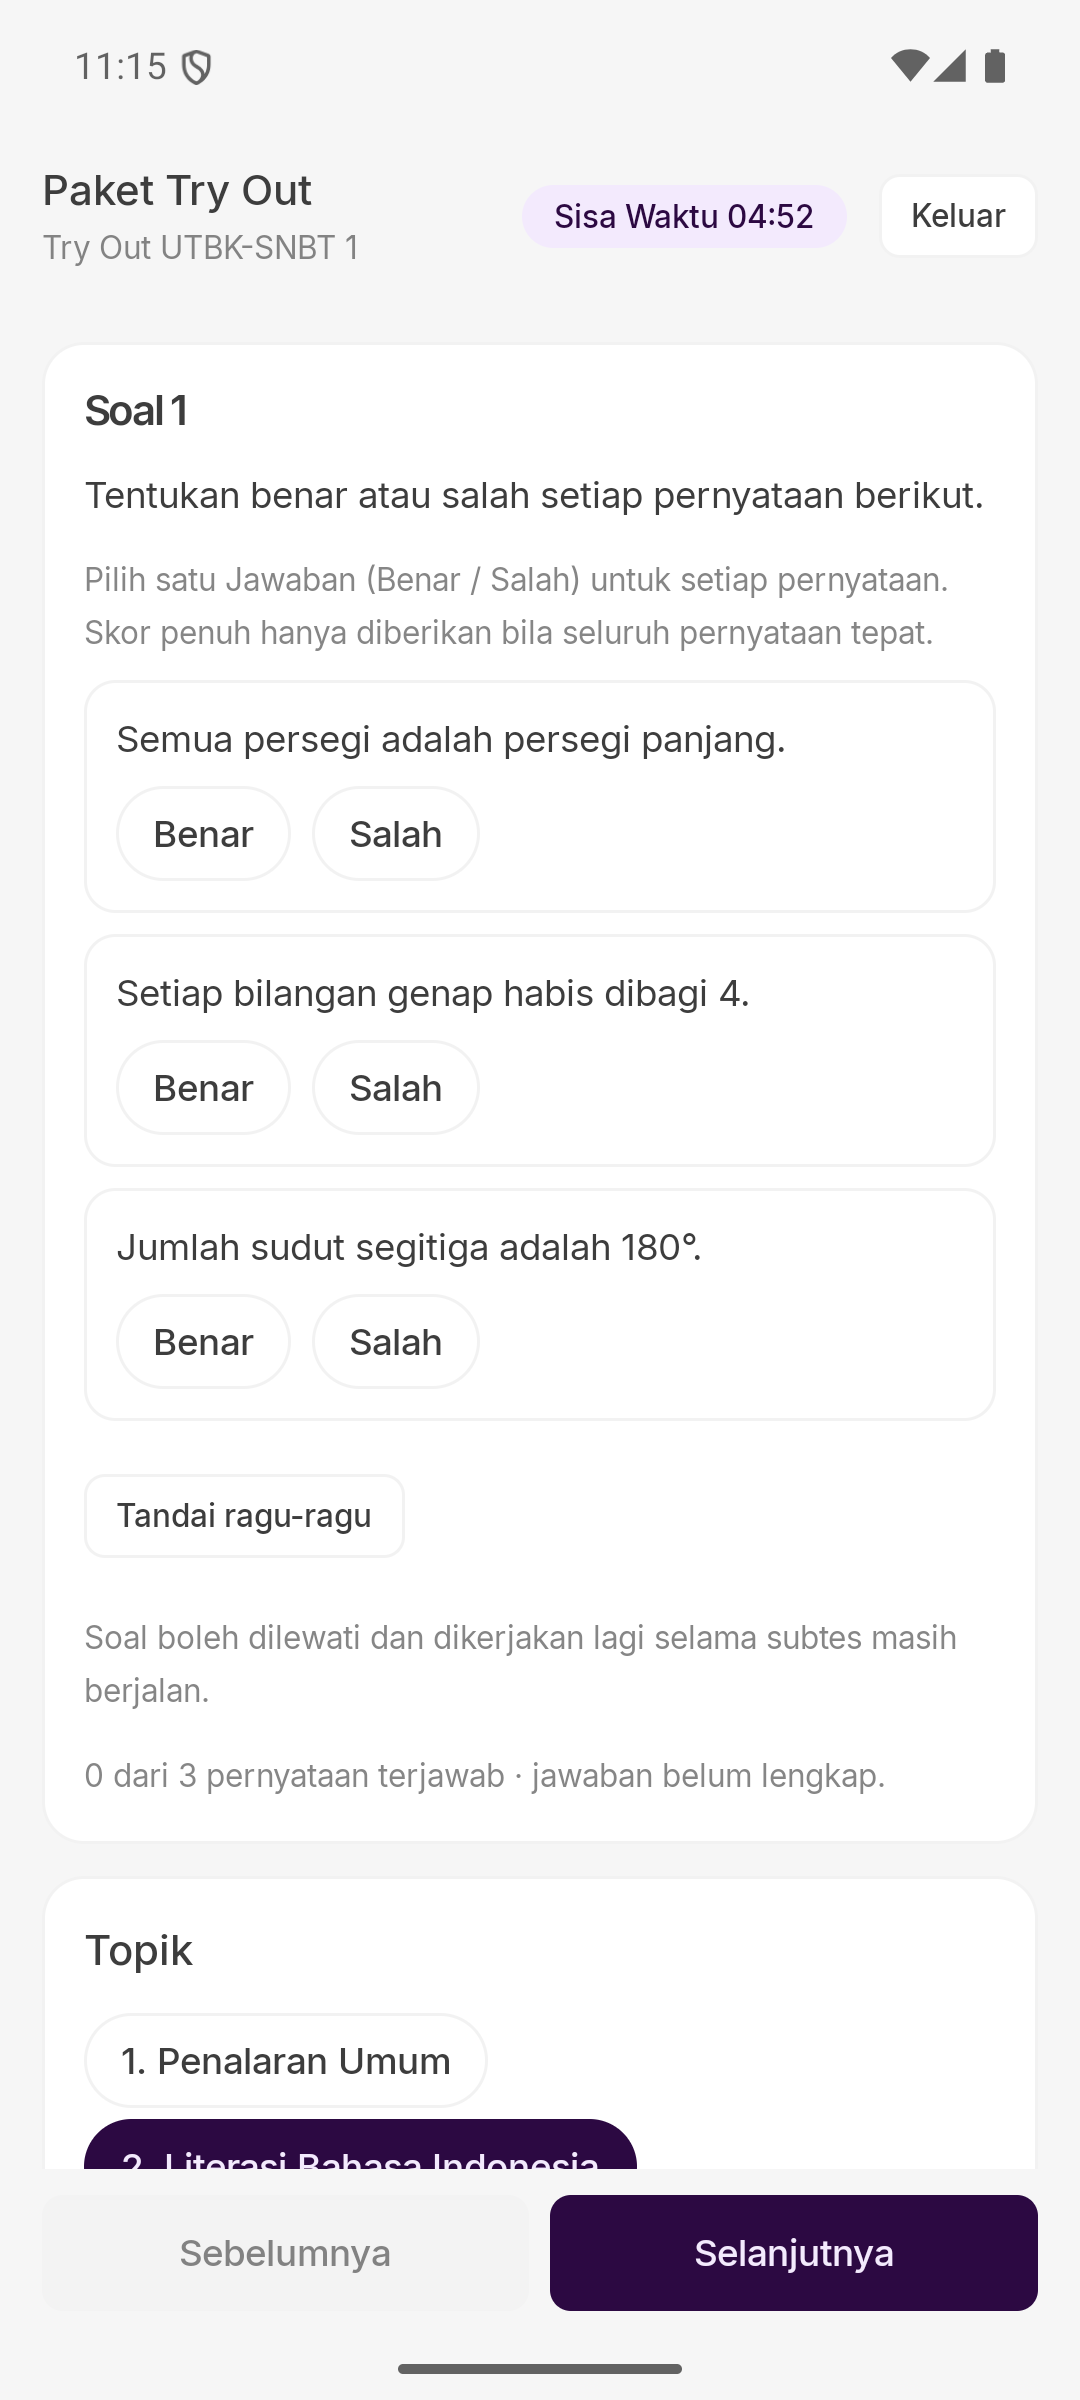 11:15
Paket Try Out
Try Out UTBK-SNBT 1
Sisa Waktu 04:52
Keluar
Soal 1
Tentukan benar atau salah setiap pernyataan berikut.
Pilih satu Jawaban (Benar / Salah) untuk setiap pernyataan.
Skor penuh hanya diberikan bila seluruh pernyataan tepat.
Semua persegi adalah persegi panjang.
Benar
Salah
Setiap bilangan genap habis dibagi 4.
Benar
Salah
Jumlah sudut segitiga adalah 180°.
Benar
Salah
Tandai ragu-ragu
Soal boleh dilewati dan dikerjakan lagi selama subtes masih
berjalan.
0 dari 3 pernyataan terjawab · jawaban belum lengkap.
Topik
1. Penalaran Umum
2. Literasi Bahasa Indonesia
Sebelumnya
Selanjutnya